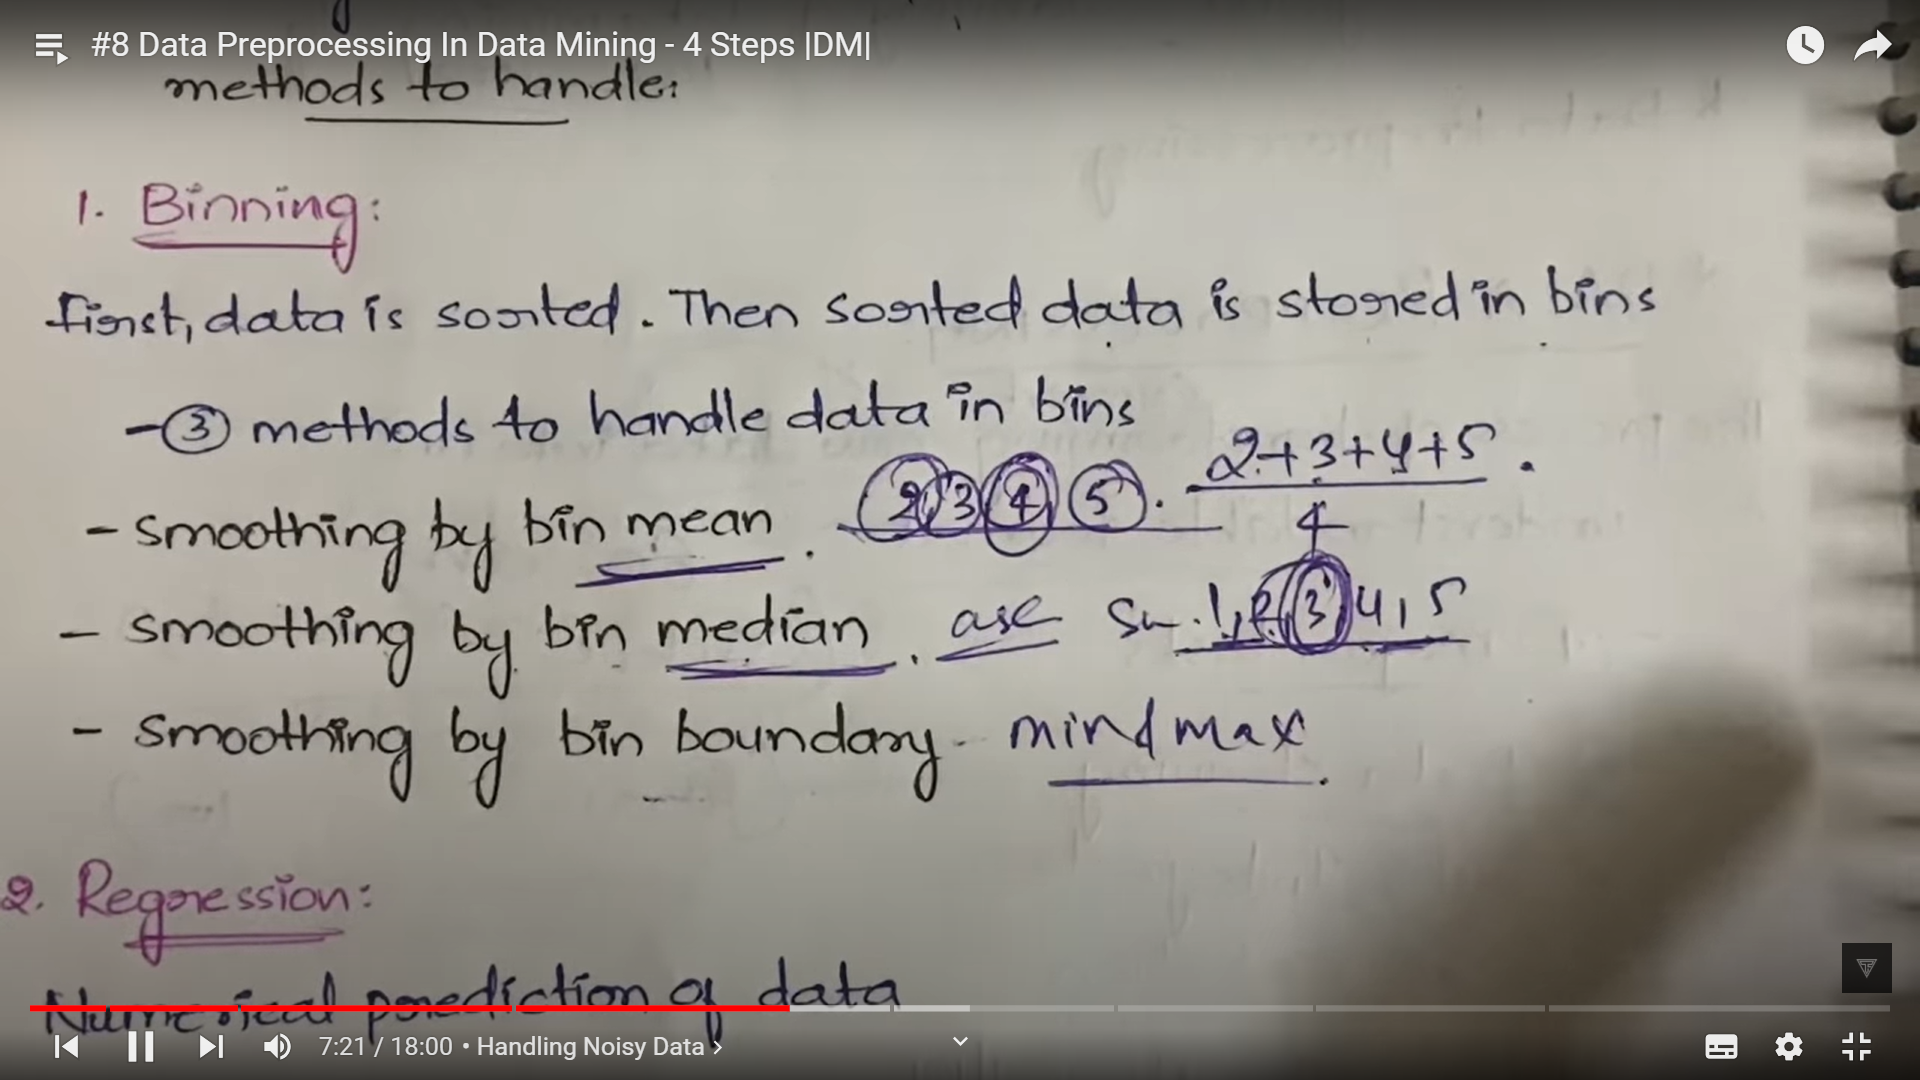 #8 Data Preprocessing In Data Mining - 4 Steps |DM|
methods to handle:
1. Binning:
first, data is sorted. Then sorted data is stored in bins
- 3 methods to handle data in bins
- smoothing by bin mean. 2 3 4 5. 2+3+4+5 / 4
- smoothing by bin median. 1, 2, 3, 4, 5
- smoothing by bin boundary - min max
2. Regression:
Numerical prediction of data
7:21 / 18:00 • Handling Noisy Data >